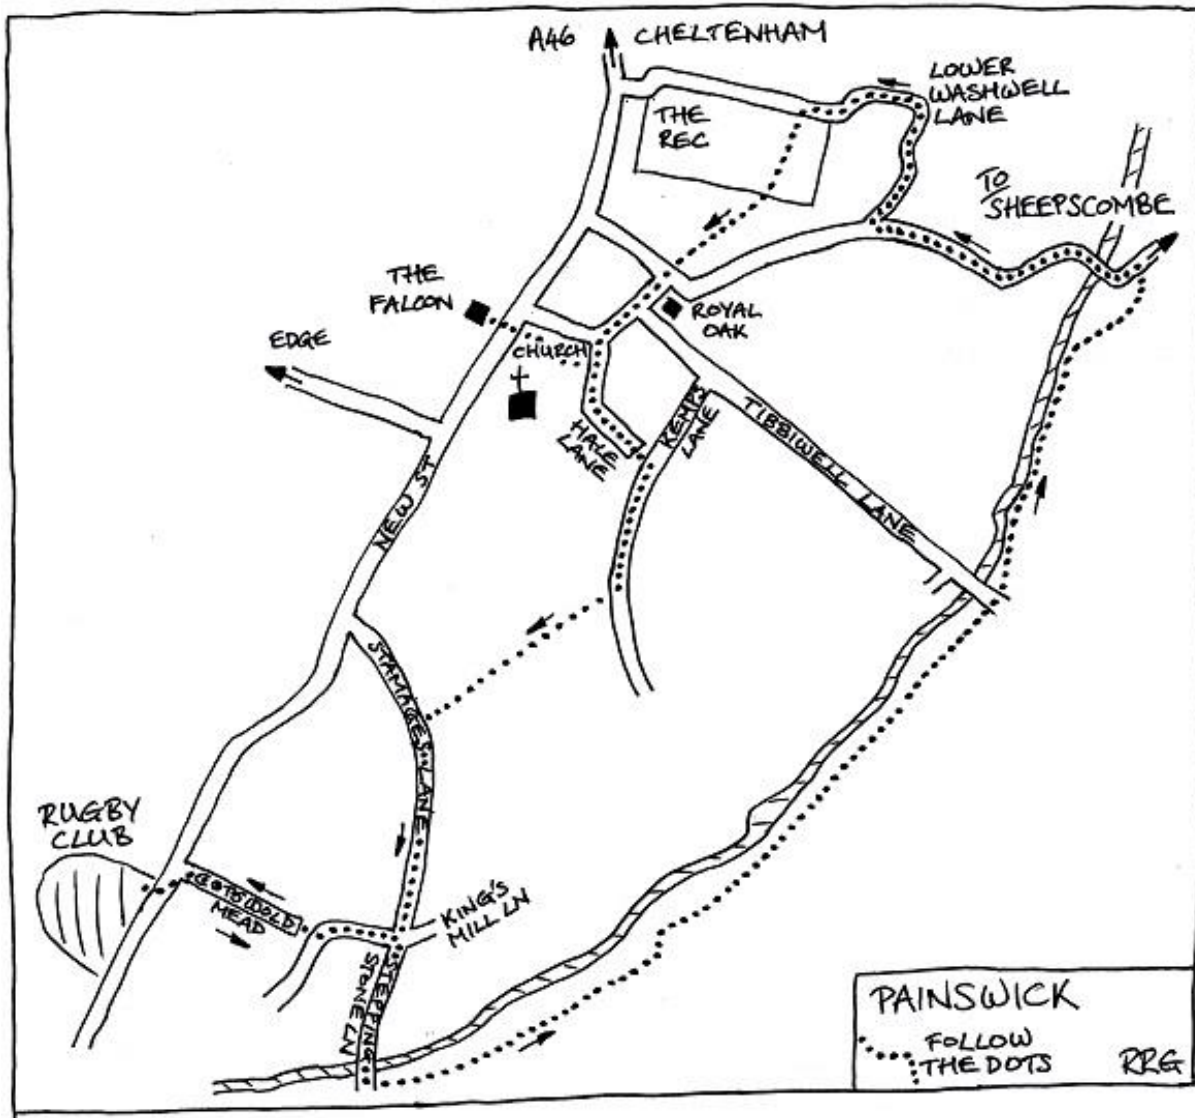 A46 CHELTENHAM
LOWER
WASHWELL
LANE
THE
REC
TO
SHEEPSCOMBE
THE
FALCON
ROYAL
OAK
EDGE
CHURCH
HALE
LANE
KEMPS
LANE
TIBBIWELL LANE
NEW ST
STAMAGES LANE
RUGBY
CLUB
COTSWOLD
MEAD
KING'S
MILL LN
STEPPING
STONE LN
PAINSWICK
FOLLOW
THE DOTS
RRG